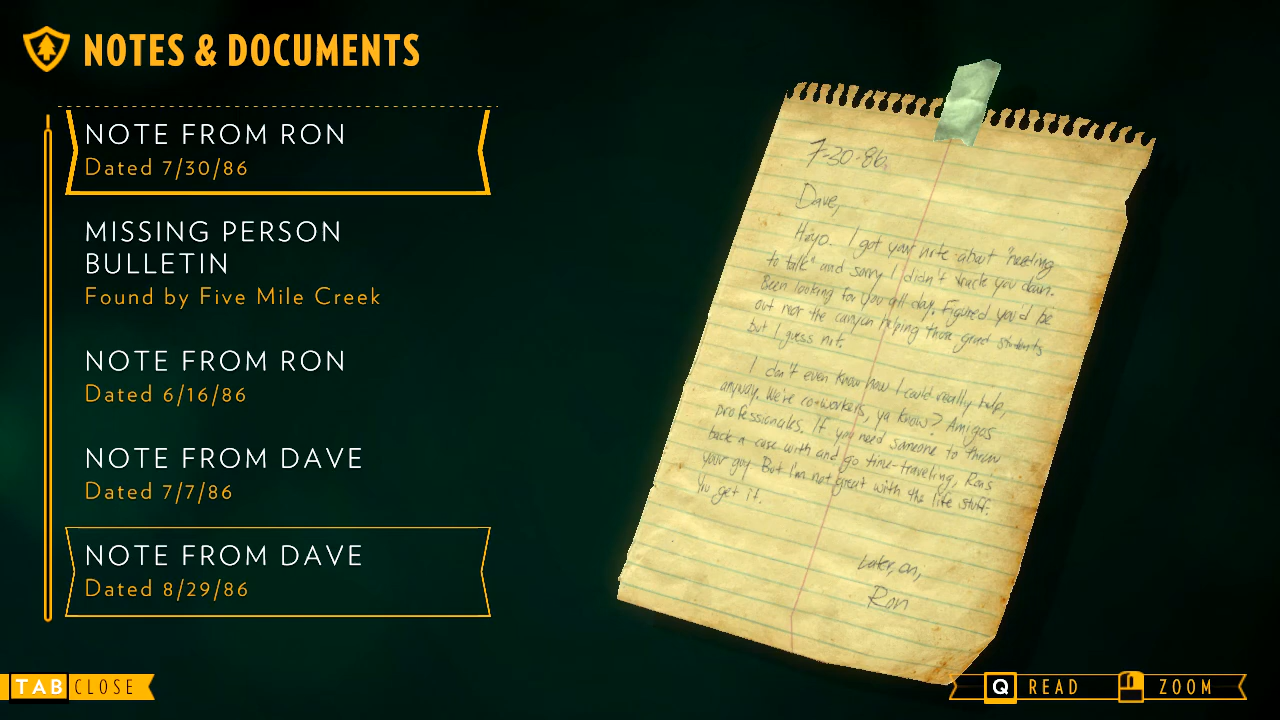 NOTES & DOCUMENTS
NOTE FROM RON
Dated 7/30/86
MISSING PERSON
BULLETIN
Found by Five Mile Creek
NOTE FROM RON
Dated 6/16/86
NOTE FROM DAVE
Dated 7/7/86
NOTE FROM DAVE
Dated 8/29/86
7-30-86
Dave,
Hiyo. I got your note about "needing
to talk" and sorry I didn't track you down.
Been looking for you all day. Figured you'd be
out near the canyon helping those grad students
but I guess not.
I don't even know how I could really help,
anyway. We're co-workers, ya know? Amigos
professionales. If you need someone to throw
back a case with and go time-traveling, Ron's
your guy. But I'm not great with the life stuff.
You get it.
Later, on,
Ron
TAB CLOSE
Q READ ZOOM